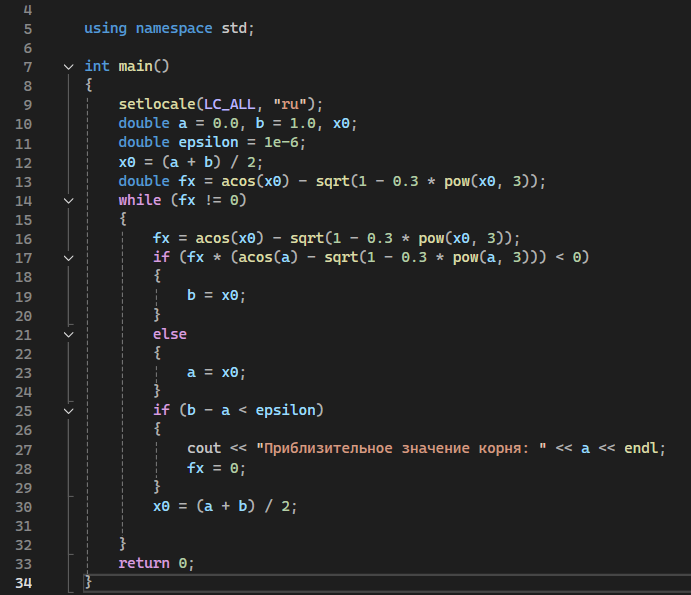 4
5 using namespace std;
6
7 int main()
8 {
9 setlocale(LC_ALL, "ru");
10 double a = 0.0, b = 1.0, x0;
11 double epsilon = 1e-6;
12 x0 = (a + b) / 2;
13 double fx = acos(x0) - sqrt(1 - 0.3 * pow(x0, 3));
14 while (fx != 0)
15 {
16 fx = acos(x0) - sqrt(1 - 0.3 * pow(x0, 3));
17 if (fx * (acos(a) - sqrt(1 - 0.3 * pow(a, 3))) < 0)
18 {
19 b = x0;
20 }
21 else
22 {
23 a = x0;
24 }
25 if (b - a < epsilon)
26 {
27 cout << "Приблизительное значение корня: " << a << endl;
28 fx = 0;
29 }
30 x0 = (a + b) / 2;
31
32 }
33 return 0;
34 }